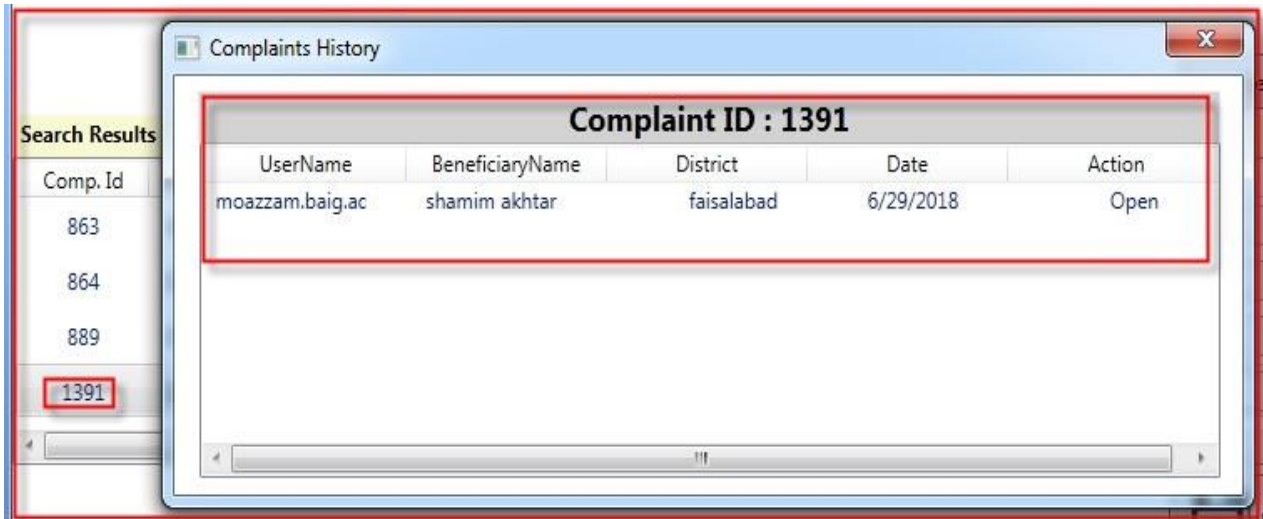 Complaints History
Complaint ID : 1391
UserName BeneficiaryName District Date Action
moazzam.baig.ac shamim akhtar faisalabad 6/29/2018 Open
Search Results
Comp. Id
863
864
889
1391